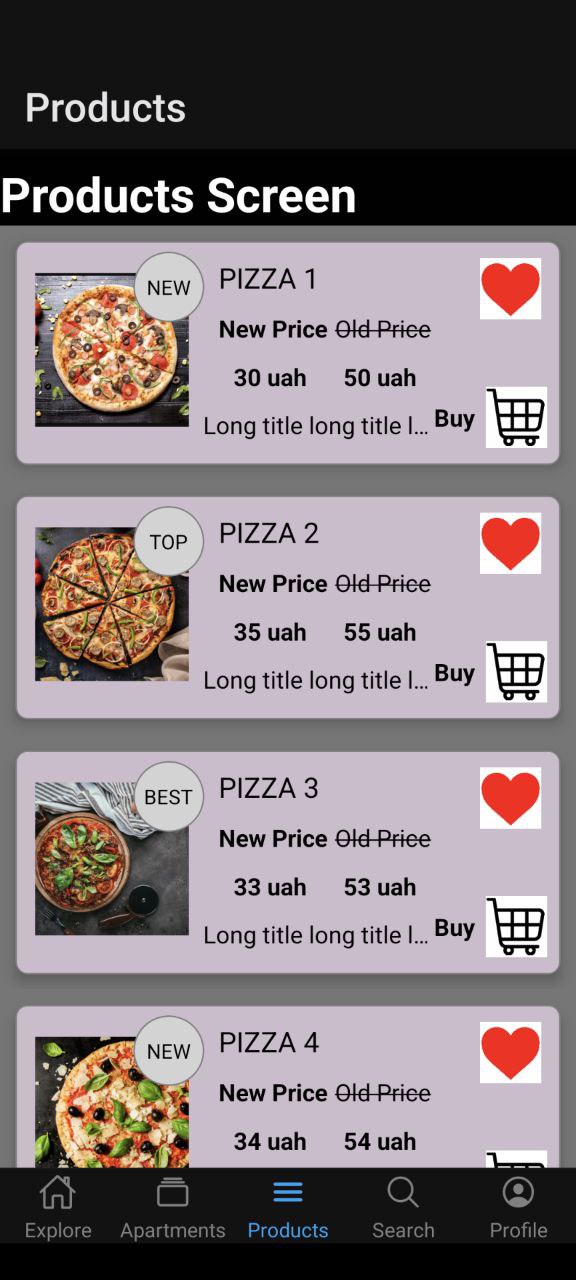 Products
Products Screen
NEW
PIZZA 1
New Price Old Price
30 uah 50 uah
Long title long title l... Buy
TOP
PIZZA 2
New Price Old Price
35 uah 55 uah
Long title long title l... Buy
BEST
PIZZA 3
New Price Old Price
33 uah 53 uah
Long title long title l... Buy
NEW
PIZZA 4
New Price Old Price
34 uah 54 uah
Explore Apartments Products Search Profile